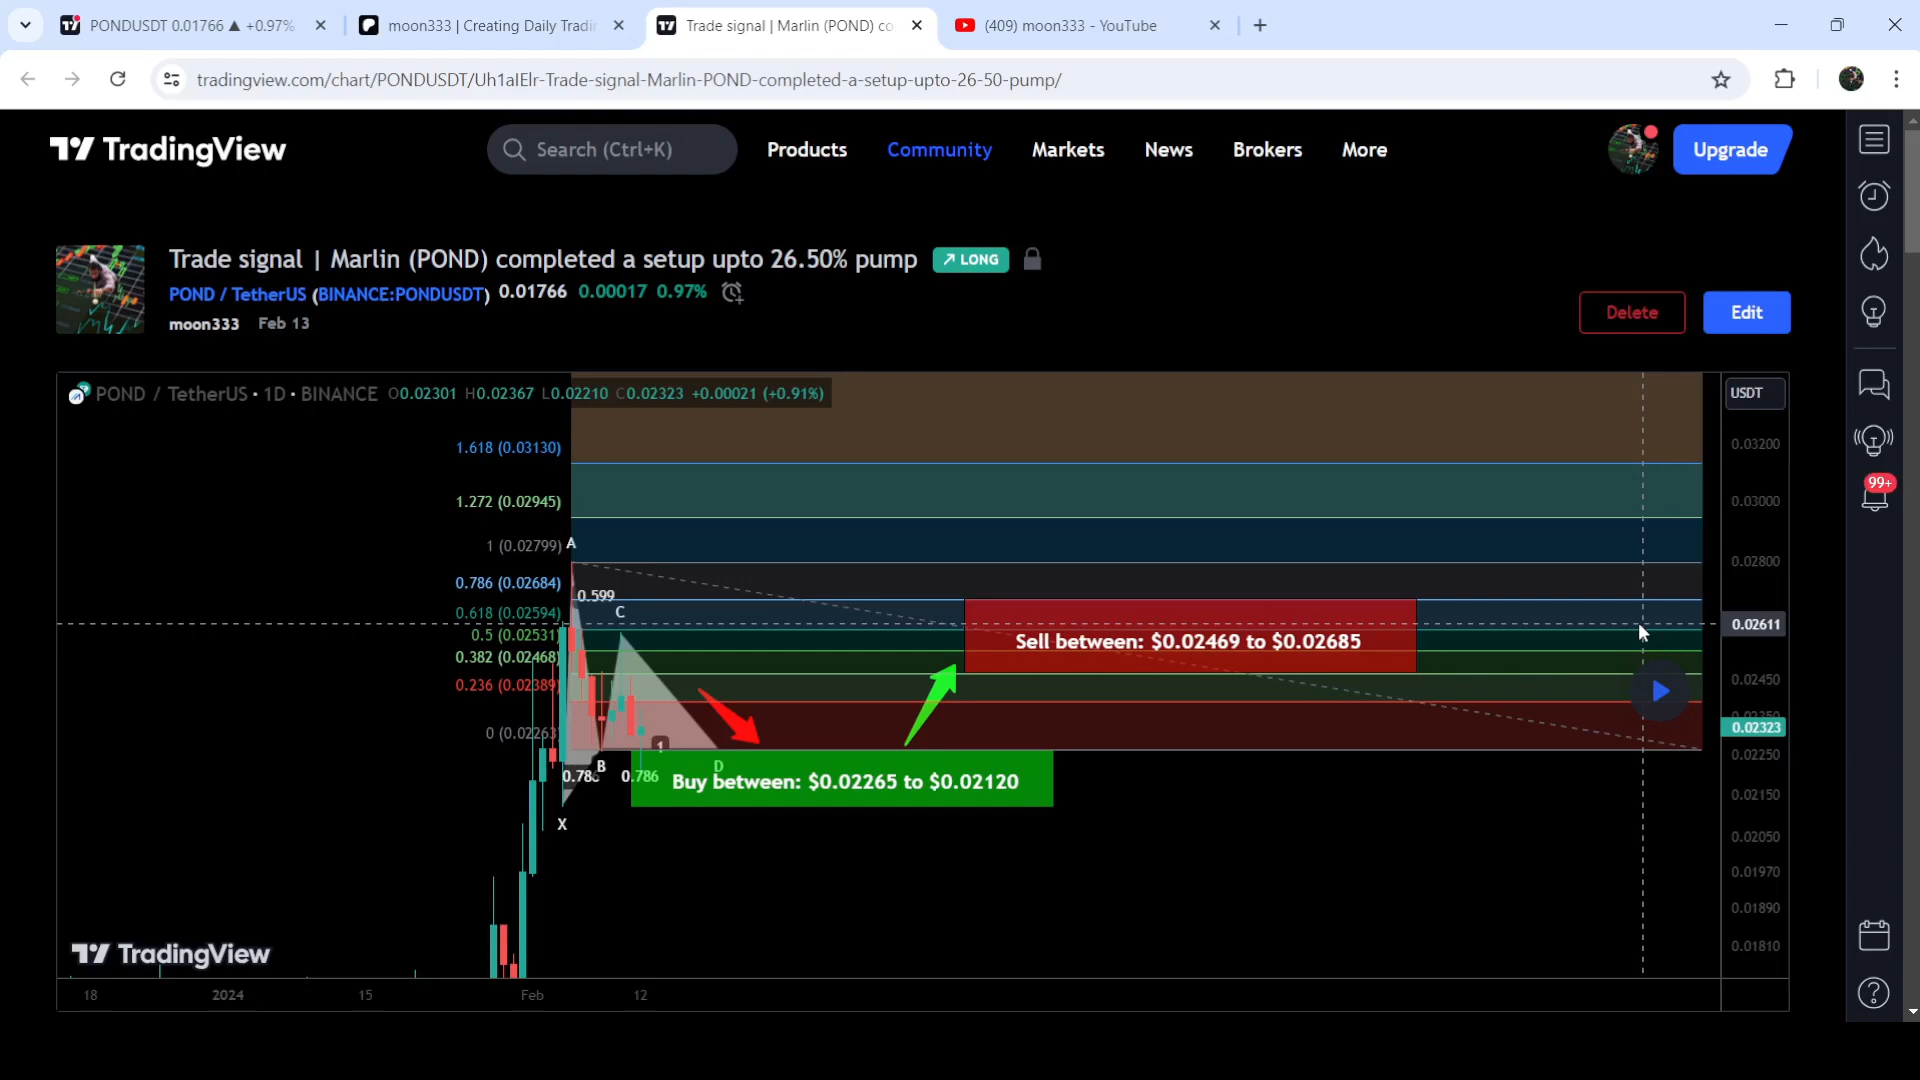 PONDUSDT 0.01766 ▲ +0.97%
moon333 | Creating Daily Tradin
Trade signal | Marlin (POND) co
(409) moon333 - YouTube
tradingview.com/chart/PONDUSDT/Uh1aIElr-Trade-signal-Marlin-POND-completed-a-setup-upto-26-50-pump/
TradingView
Search (Ctrl+K)
Products
Community
Markets
News
Brokers
More
Upgrade
Trade signal | Marlin (POND) completed a setup upto 26.50% pump
LONG
POND / TetherUS (BINANCE:PONDUSDT) 0.01766 0.00017 0.97%
moon333 Feb 13
Delete
Edit
POND / TetherUS • 1D • BINANCE O0.02301 H0.02367 L0.02210 C0.02323 +0.00021 (+0.91%)
USDT
1.618 (0.03130)
0.03200
99+
1.272 (0.02945)
0.03000
1 (0.02799)
A
0.02800
0.786 (0.02684)
0.599
0.618 (0.02594)
C
0.02611
0.5 (0.02531)
Sell between: $0.02469 to $0.02685
0.382 (0.02468)
0.236 (0.02389)
0.02450
0 (0.02263)
0.02323
1
0.02250
B
D
0.786
Buy between: $0.02265 to $0.02120
0.02150
X
0.02050
0.01970
0.01890
TradingView
0.01810
18
2024
15
Feb
12